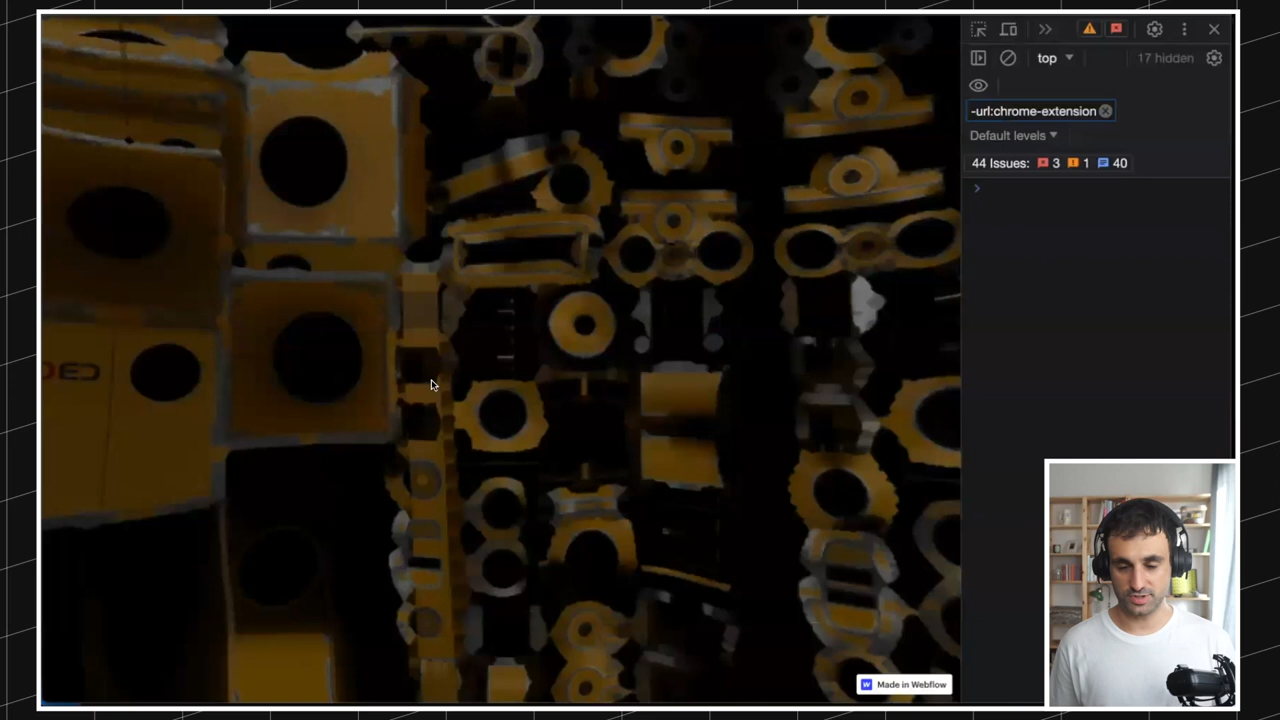 top
17 hidden
-url:chrome-extension
Default levels
44 Issues: 3 1 40
Made in Webflow